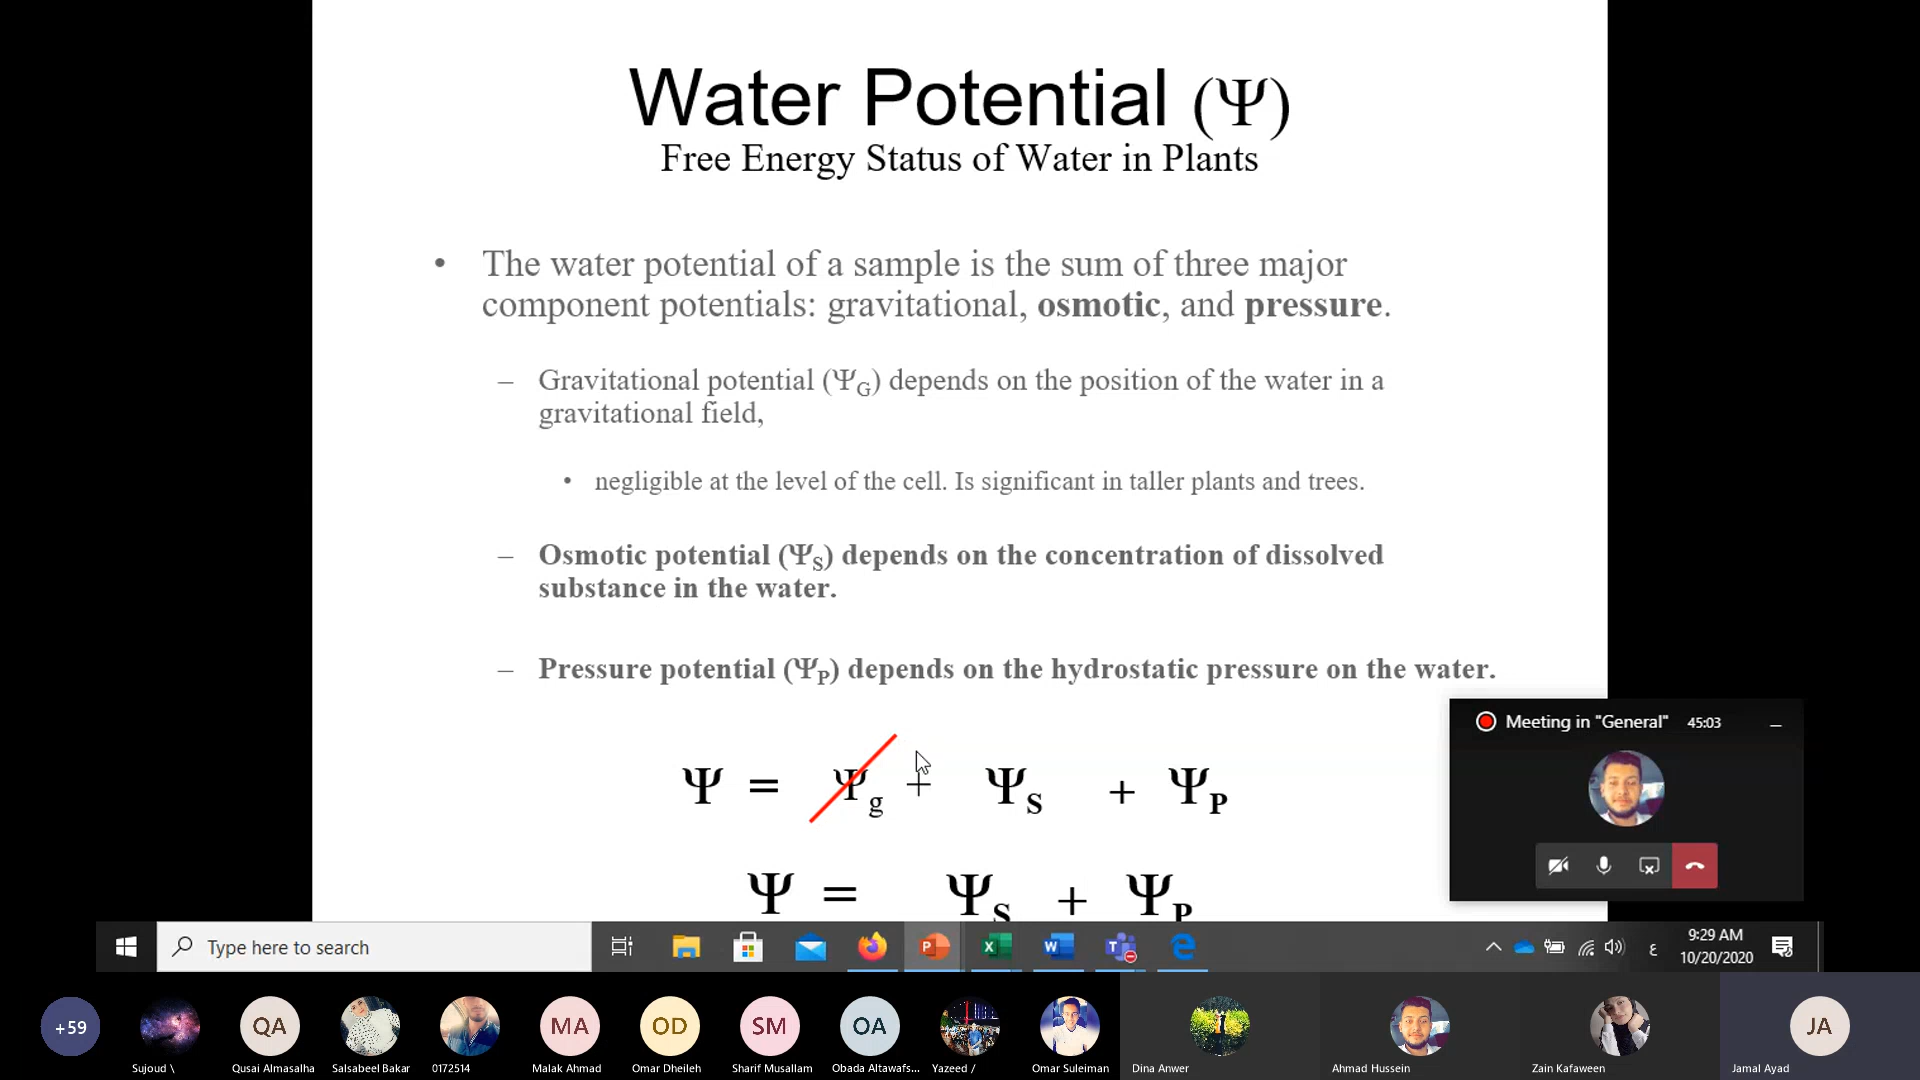 Water Potential (Ψ)
Free Energy Status of Water in Plants
• The water potential of a sample is the sum of three major
component potentials: gravitational, osmotic, and pressure.
– Gravitational potential (ΨG) depends on the position of the water in a
gravitational field,
• negligible at the level of the cell. Is significant in taller plants and trees.
– Osmotic potential (ΨS) depends on the concentration of dissolved
substance in the water.
– Pressure potential (ΨP) depends on the hydrostatic pressure on the water.
Ψ = Ψg + ΨS + ΨP
Ψ = ΨS + ΨP
Meeting in "General" 45:03
Type here to search
ع
9:29 AM
10/20/2020
+59
QA
MA
OD
SM
OA
JA
Sujoud \
Qusai Almasalha
Salsabeel Bakar
0172514
Malak Ahmad
Omar Dheileh
Sharif Musallam
Obada Altawafs...
Yazeed /
Omar Suleiman
Dina Anwer
Ahmad Hussein
Zain Kafaween
Jamal Ayad